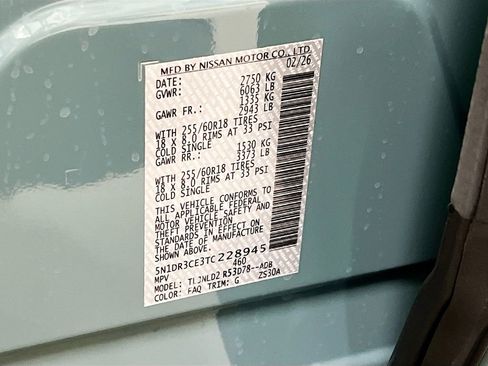 MFD BY NISSAN MOTOR CO., LTD.
DATE: 02/26
GVWR: 2750 KG
6063 LB
GAWR FR.: 1335 KG
2943 LB
WITH 255/60R18 TIRES
18 X 8.0 RIMS AT 33 PSI
COLD SINGLE
GAWR RR.: 1530 KG
3373 LB
WITH 255/60R18 TIRES
18 X 8.0 RIMS AT 33 PSI
COLD SINGLE
THIS VEHICLE CONFORMS TO
ALL APPLICABLE FEDERAL
MOTOR VEHICLE SAFETY AND
THEFT PREVENTION
STANDARDS IN EFFECT ON
THE DATE OF MANUFACTURE
SHOWN ABOVE.
5N1DR3CE3TC228945
MPV 460
MODEL: R53D78--ADB
COLOR: FAQ TRIM: G 2S30A